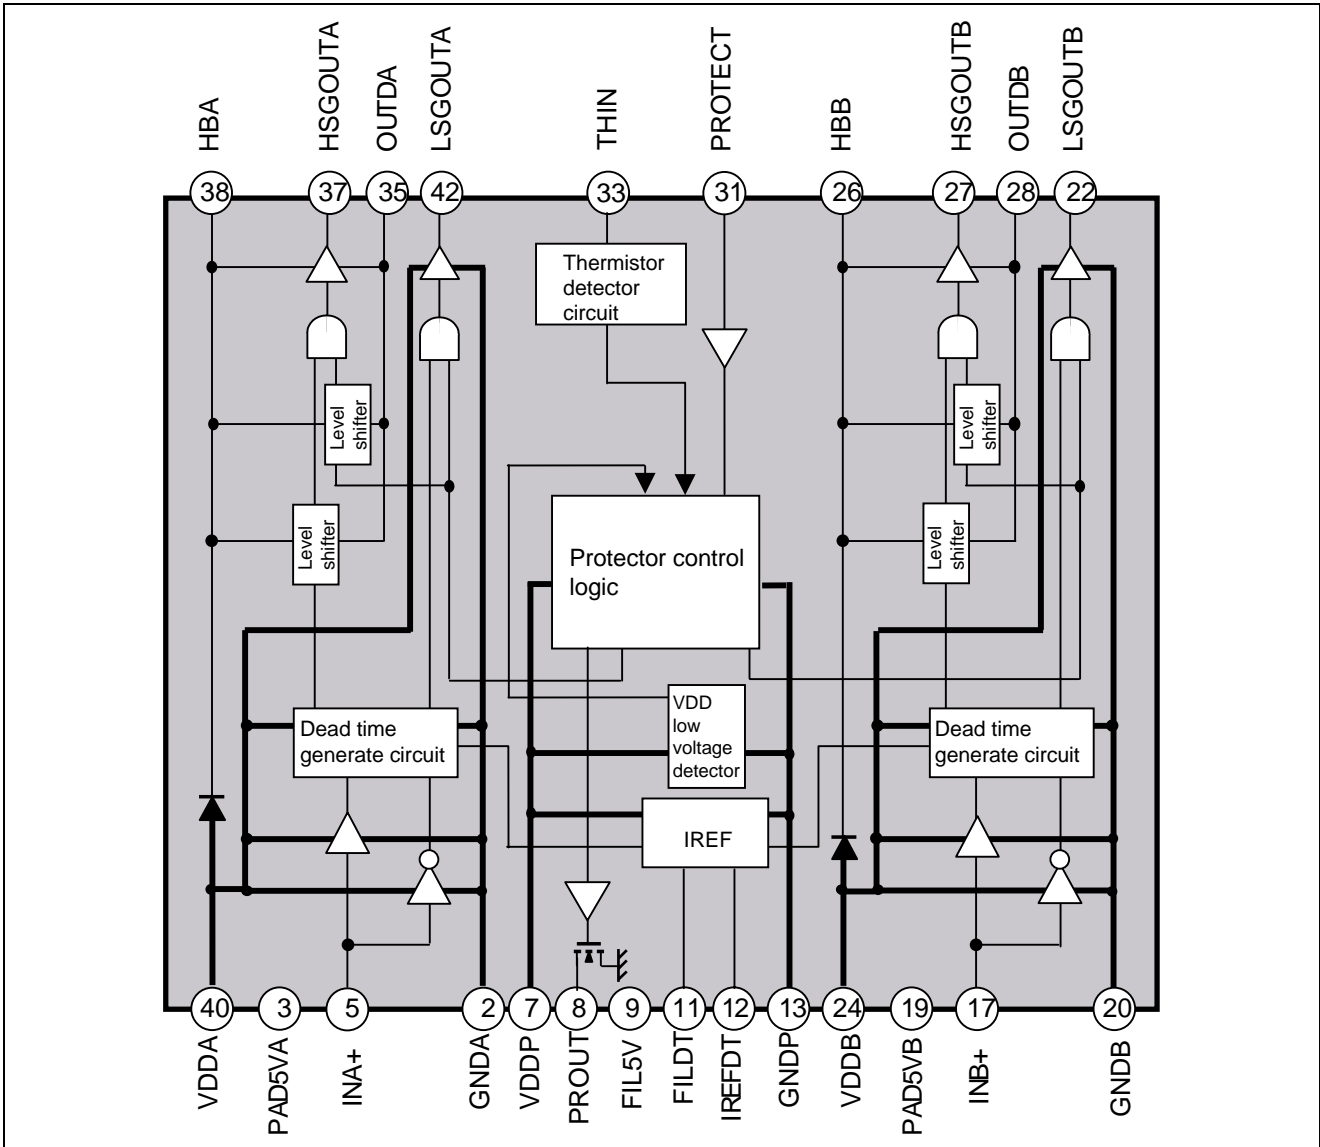 HBA
HSGOUTA
OUTDA
LSGOUTA
THIN
PROTECT
HBB
HSGOUTB
OUTDB
LSGOUTB
38
37
35
42
33
31
26
27
28
22
Thermistor
detector
circuit
Level
shifter
Level
shifter
Level
shifter
Level
shifter
Protector control
logic
VDD
low
voltage
detector
Dead time
generate circuit
Dead time
generate circuit
IREF
40
3
5
2
7
8
9
11
12
13
24
19
17
20
VDDA
PAD5VA
INA+
GNDA
VDDP
PROUT
FIL5V
FILDT
IREFDT
GNDP
VDDB
PAD5VB
INB+
GNDB